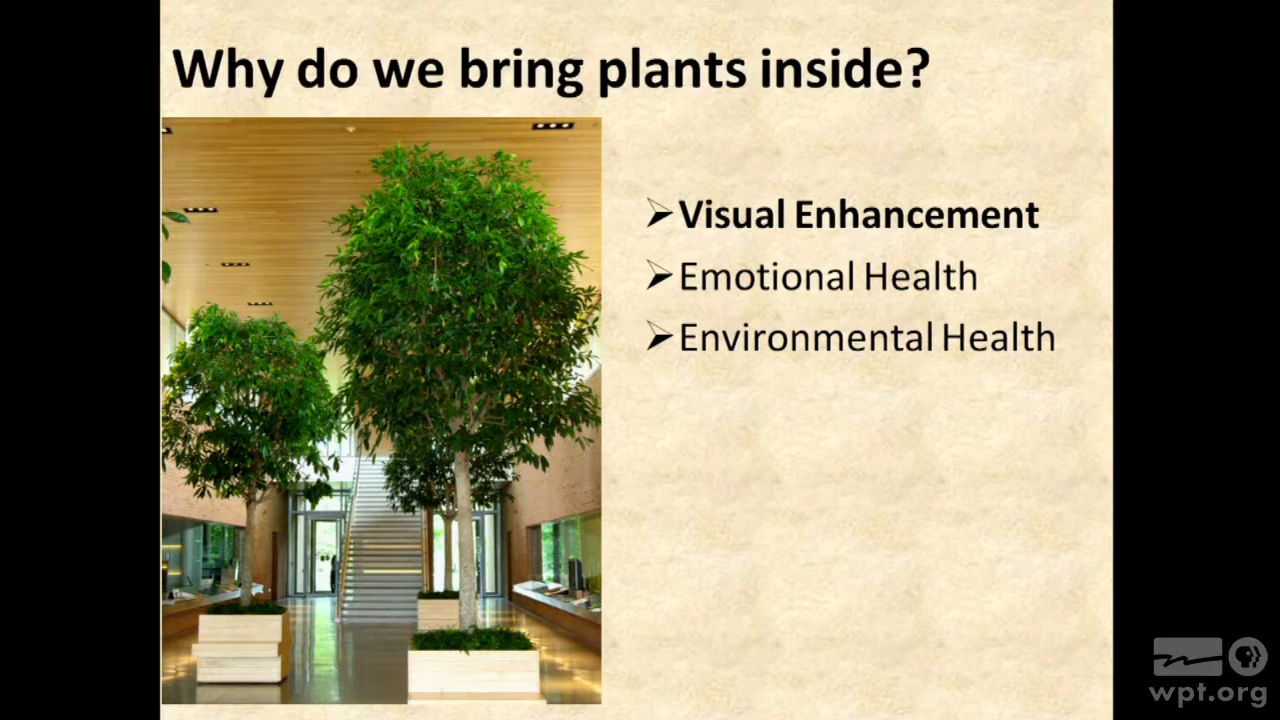 Why do we bring plants inside?
Visual Enhancement
Emotional Health
Environmental Health
wpt.org